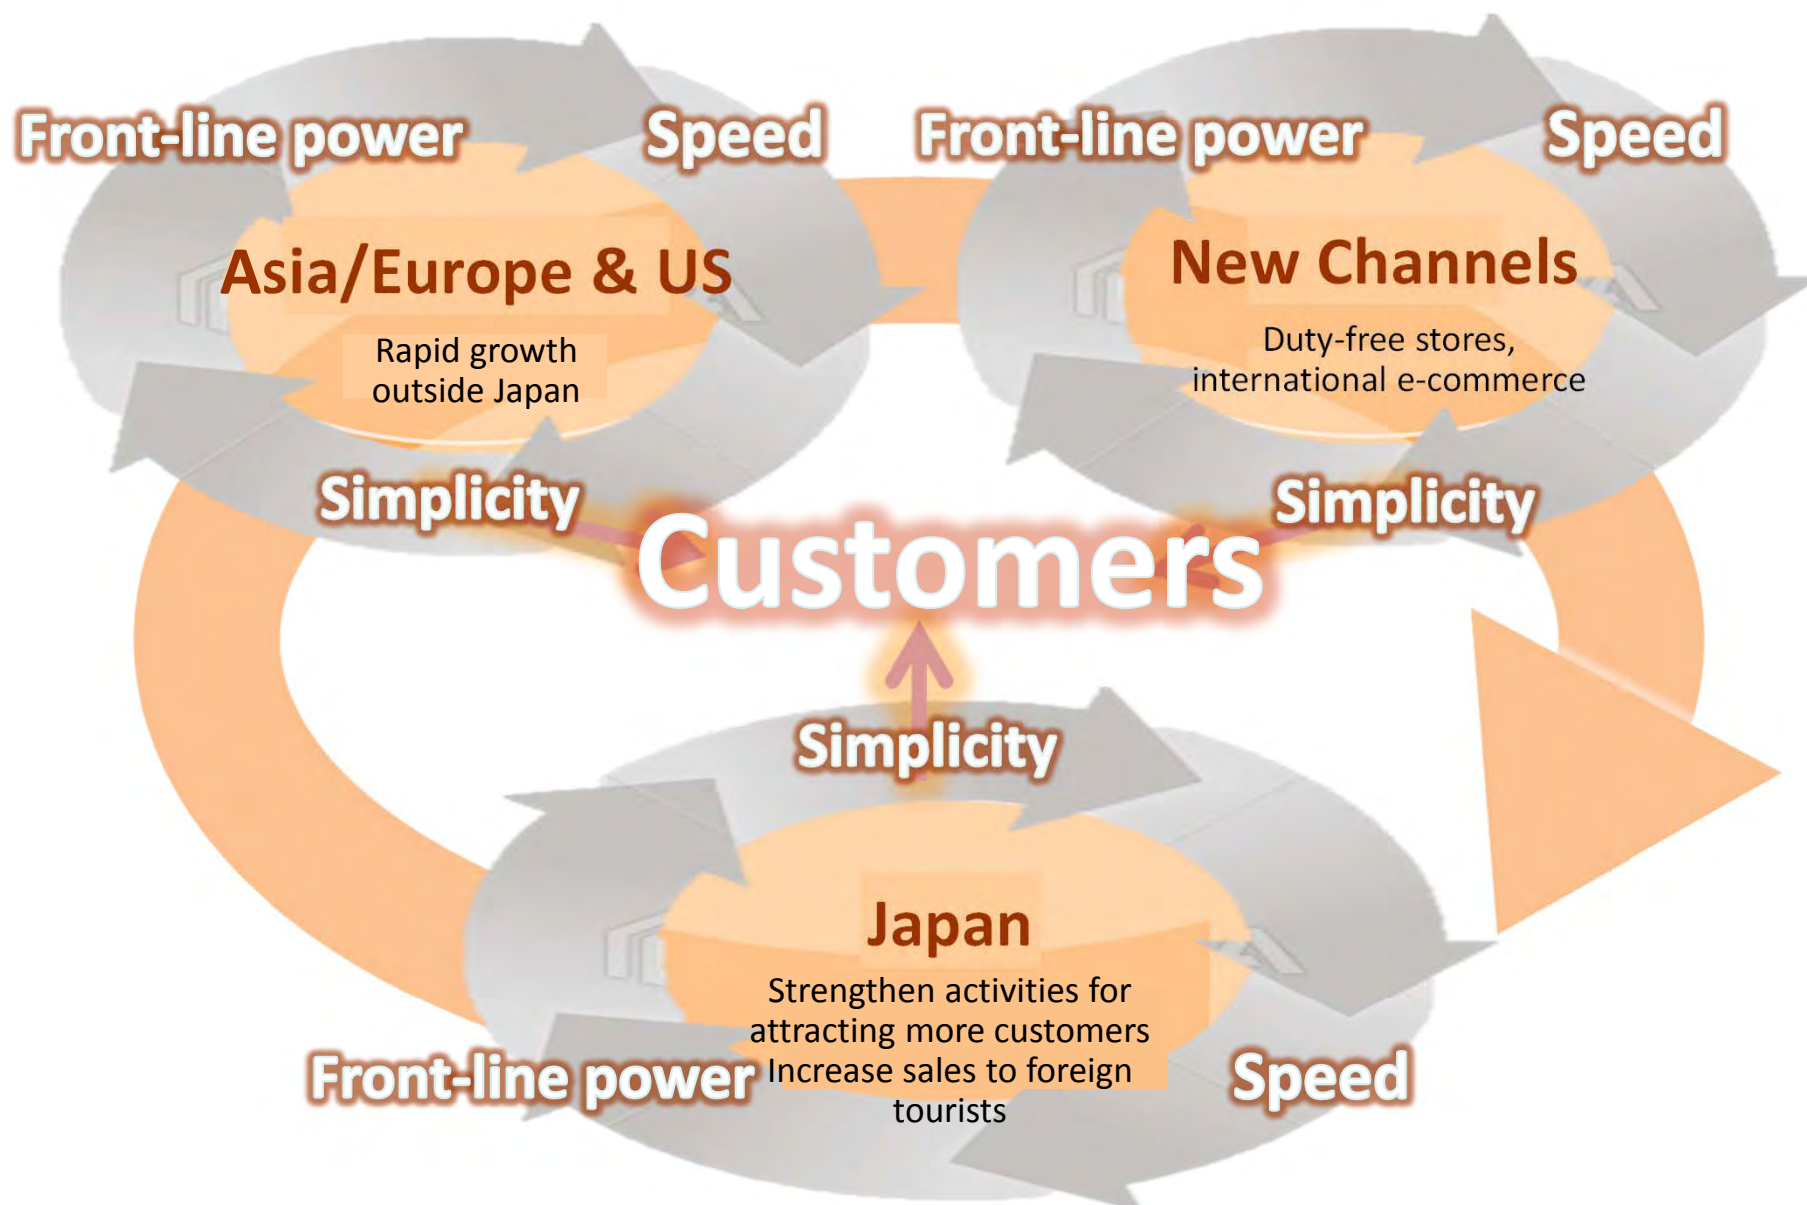 Front-line power
Speed
Front-line power
Speed
Asia/Europe & US
New Channels
Rapid growth
outside Japan
Duty-free stores,
international e-commerce
Simplicity
Simplicity
Customers
Simplicity
Japan
Strengthen activities for
attracting more customers
Increase sales to foreign
tourists
Front-line power
Speed